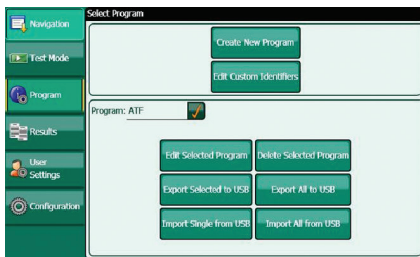 Select Program
Navigation
Test Mode
Program
Results
User
Settings
Configuration
Create New Program
Edit Custom Identifiers
Program: ATF
Edit Selected Program
Delete Selected Program
Export Selected to USB
Export All to USB
Import Single from USB
Import All from USB